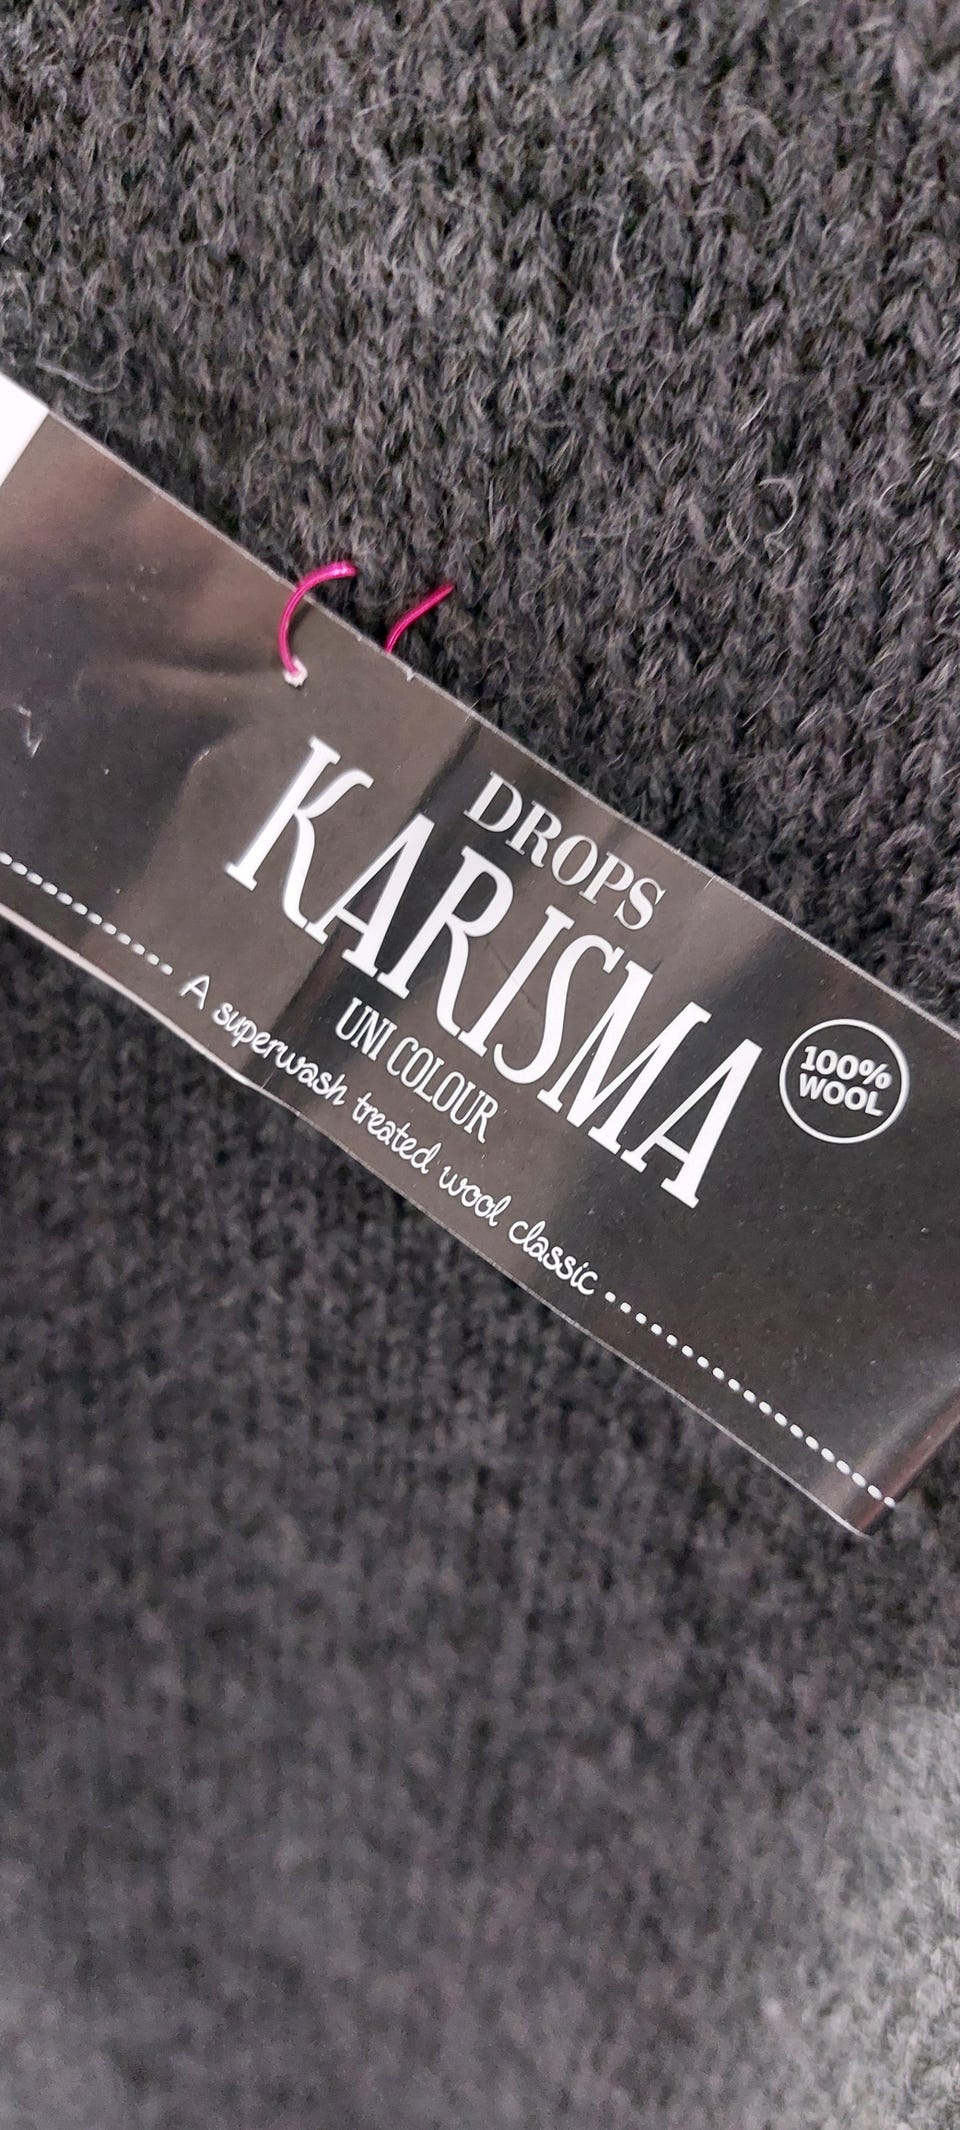 DROPS
KARISMA
UNI COLOUR
A superwash treated wool classic
100%
WOOL